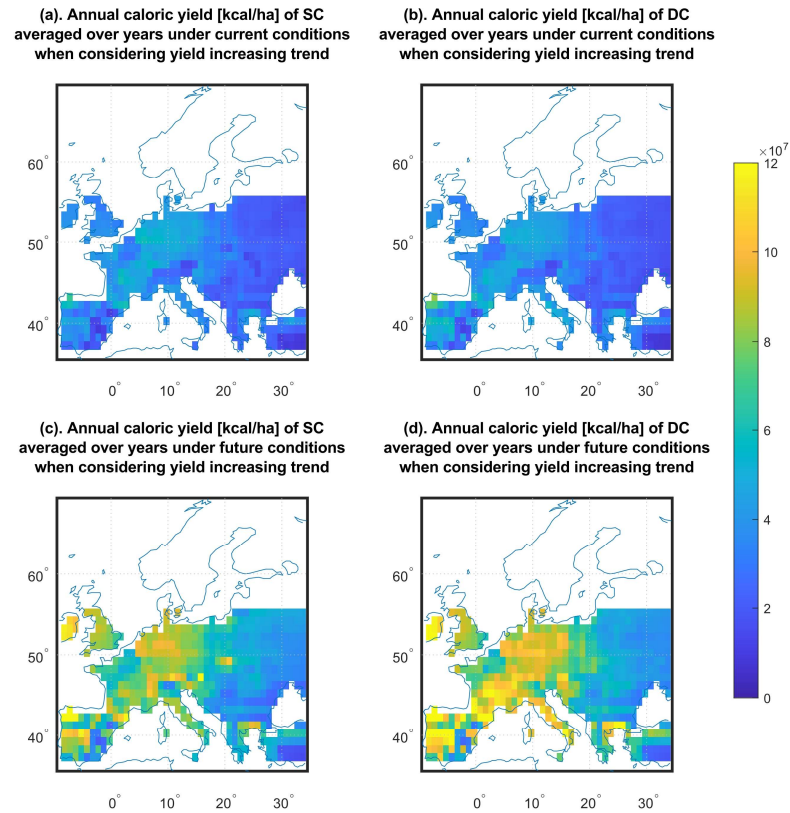 (a). Annual caloric yield [kcal/ha] of SC
averaged over years under current conditions
when considering yield increasing trend
(b). Annual caloric yield [kcal/ha] of DC
averaged over years under current conditions
when considering yield increasing trend
60°
50°
40°
0° 10° 20° 30°
60°
50°
40°
0° 10° 20° 30°
×10⁷
12
10
8
6
4
2
0
(c). Annual caloric yield [kcal/ha] of SC
averaged over years under future conditions
when considering yield increasing trend
(d). Annual caloric yield [kcal/ha] of DC
averaged over years under future conditions
when considering yield increasing trend
60°
50°
40°
0° 10° 20° 30°
60°
50°
40°
0° 10° 20° 30°